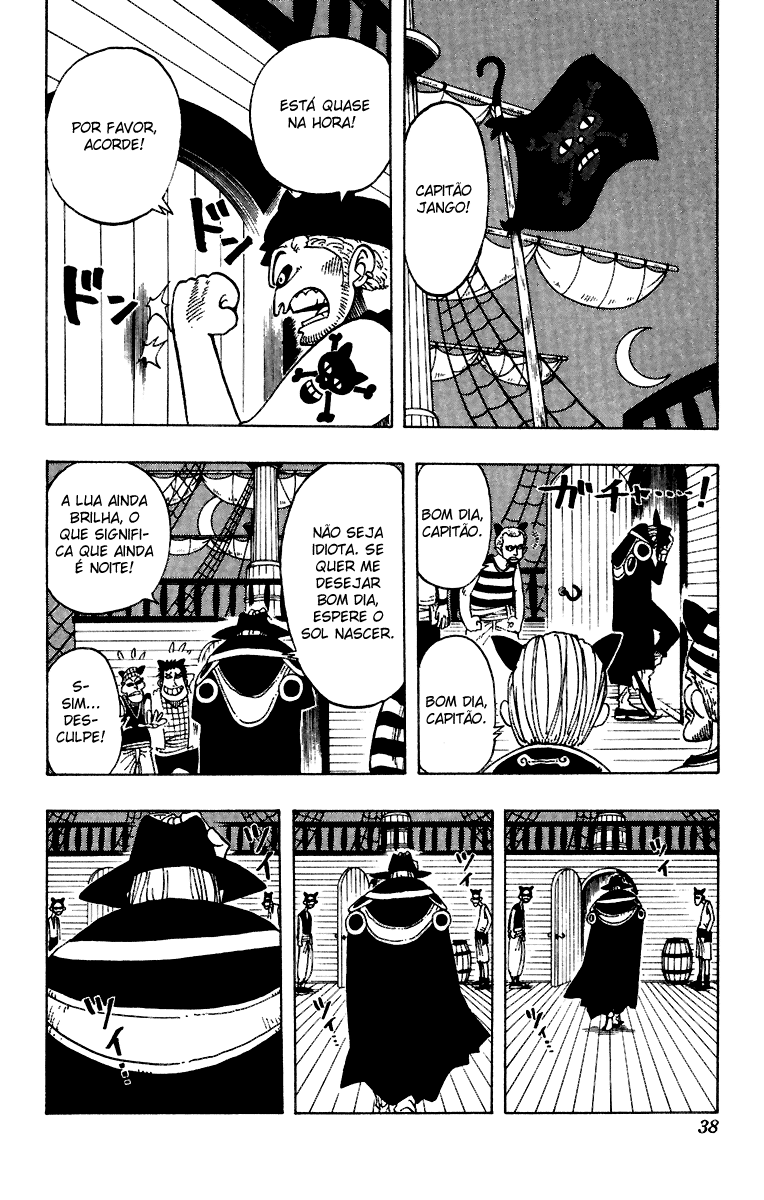 CAPITÃO
JANGO!
ESTÁ QUASE
NA HORA!
POR FAVOR,
ACORDE!
ドン
ドン
ガチャ……!
BOM DIA,
CAPITÃO.
BOM DIA,
CAPITÃO.
NÃO SEJA
IDIOTA. SE
QUER ME
DESEJAR
BOM DIA,
ESPERE O
SOL NASCER.
A LUA AINDA
BRILHA, O
QUE SIGNIFI-
CA QUE AINDA
É NOITE!
S-
SIM...
DES-
CULPE!
ツイ
ツイ…
ツイ
ツイ…
ツイ
ツイ…
38